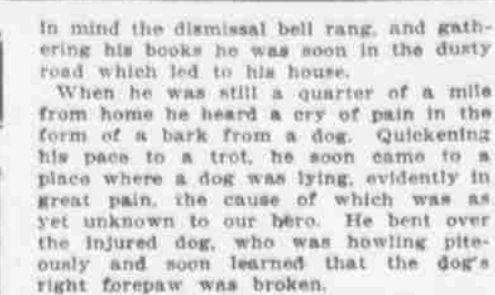 in mind the dismissal bell rang, and gath-
ering his books he was soon in the dusty
road which led to his house.
When he was still a quarter of a mile
from home he heard a cry of pain in the
form of a bark from a dog. Quickening
his pace to a trot, he soon came to a
place where a dog was lying, evidently in
great pain, the cause of which was as
yet unknown to our hero. He bent over
the injured dog, who was howling pite-
ously and soon learned that the dog's
right forepaw was broken.